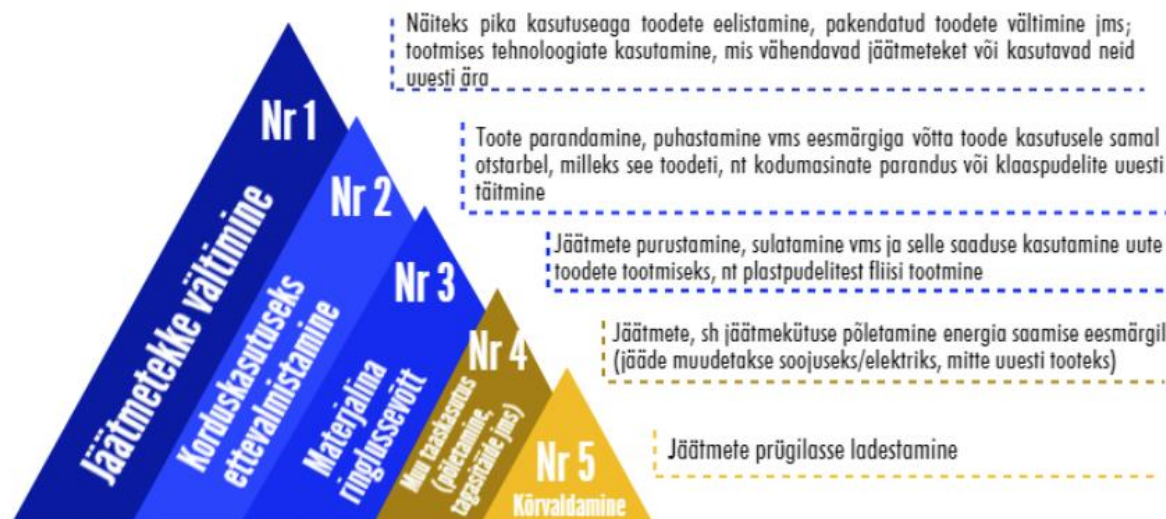 Näiteks pika kasutuseaga toodete eelistamine, pakendatud toodete vältimine jms;
tootmises tehnoloogiate kasutamine, mis vähendavad jäätmeteket või kasutavad neid
uuesti ära
Nr 1
Jäätmetekke vältimine
Toote parandamine, puhastamine vms eesmärgiga võtta toode kasutusele samal
otstarbel, milleks see toodeti, nt kodumasinate parandus või klaaspudelite uuesti
täitmine
Nr 2
Korduskasutuseks
ettevalmistamine
Jäätmete purustamine, sulatamine vms ja selle saaduse kasutamine uute
toodete tootmiseks, nt plastpudelitest fliisi tootmine
Nr 3
Materjalina
ringlussevõtt
Jäätmete, sh jäätmekütuse põletamine energia saamise eesmärgil
(jääde muudetakse soojuseks/elektriks, mitte uuesti tooteks)
Nr 4
Muu taaskasutus
(põletamine,
tagasitäide jms)
Jäätmete prügilasse ladestamine
Nr 5
Kõrvaldamine